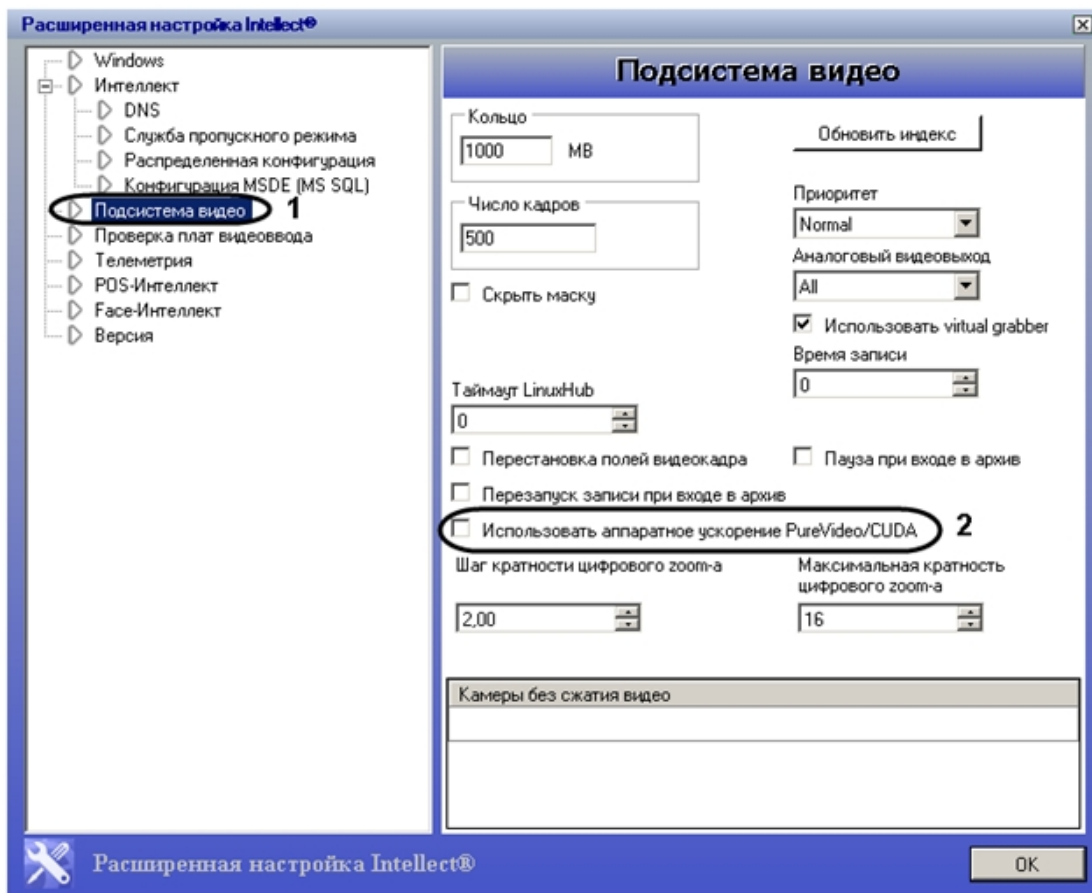 Расширенная настройка Intellect®
Windows
Интеллект
DNS
Служба пропускного режима
Распределенная конфигурация
Конфигурация MSDE (MS SQL)
Подсистема видео 1
Проверка плат видеоввода
Телеметрия
POS-Интеллект
Face-Интеллект
Версия
Подсистема видео
Кольцо
1000 MB
Обновить индекс
Число кадров
500
Приоритет
Normal
Аналоговый видеовыход
All
Скрыть маску
Использовать virtual grabber
Время записи
0
Таймаут LinuxHub
0
Перестановка полей видеокадра
Пауза при входе в архив
Перезапуск записи при входе в архив
Использовать аппаратное ускорение PureVideo/CUDA 2
Шаг кратности цифрового zoom-а
2,00
Максимальная кратность
цифрового zoom-а
16
Камеры без сжатия видео
Расширенная настройка Intellect®
OK